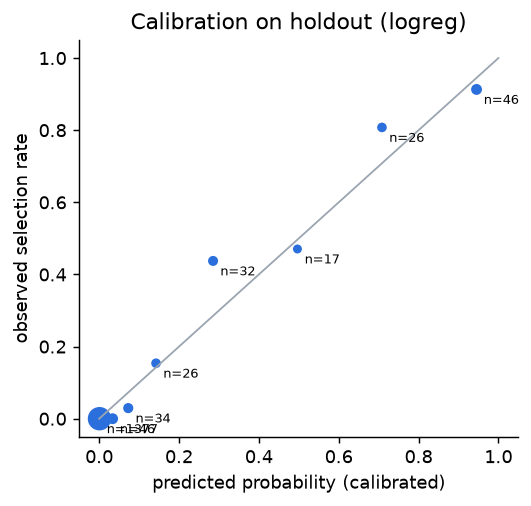 Calibration on holdout (logreg)
observed selection rate
1.0
0.8
0.6
0.4
0.2
0.0
n=46
n=26
n=32
n=17
n=26
n=34
n=1377
n=46
0.0 0.2 0.4 0.6 0.8 1.0
predicted probability (calibrated)